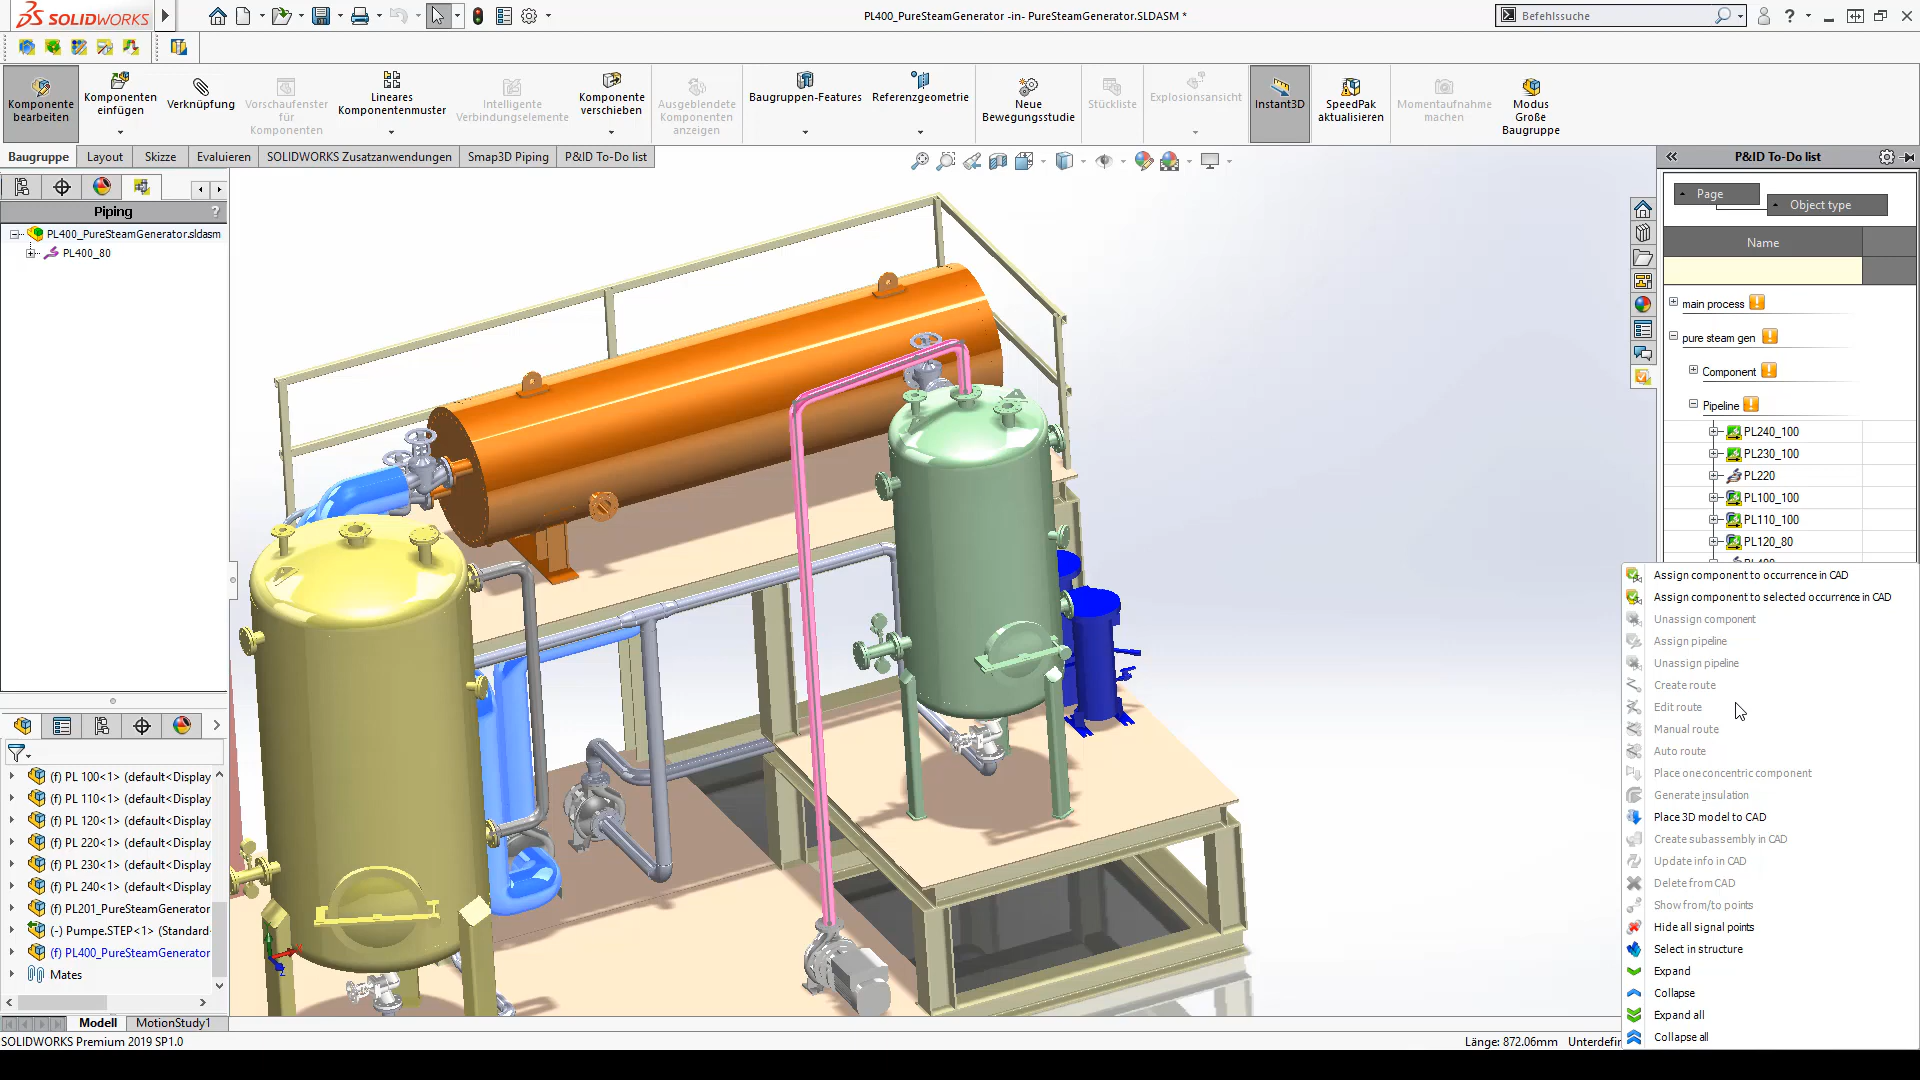 SOLIDWORKS
PL400_PureSteamGenerator -in- PureSteamGenerator.SLDASM *
Befehlssuche
?
Komponente bearbeiten
Komponenten einfügen
Verknüpfung
Vorschaufenster für Komponenten
Lineares Komponentenmuster
Intelligente Verbindungselemente
Komponente verschieben
Ausgeblendete Komponenten anzeigen
Baugruppen-Features
Referenzgeometrie
Neue Bewegungsstudie
Stückliste
Explosionsansicht
Instant3D
SpeedPak aktualisieren
Momentaufnahme machen
Modus Große Baugruppe
Baugruppe
Layout
Skizze
Evaluieren
SOLIDWORKS Zusatzanwendungen
Smap3D Piping
P&ID To-Do list
Piping
?
PL400_PureSteamGenerator.sldasm
PL400_80
(f) PL 100<1> (default<Display
(f) PL 110<1> (default<Display
(f) PL 120<1> (default<Display
(f) PL 220<1> (default<Display
(f) PL 230<1> (default<Display
(f) PL 240<1> (default<Display
(f) PL201_PureSteamGenerator
(-) Pumpe.STEP<1> (Standard
(f) PL400_PureSteamGenerator
Mates
Modell
MotionStudy1
SOLIDWORKS Premium 2019 SP1.0
Länge: 872.06mm
Unterdefin
P&ID To-Do list
Page
Object type
Name
main process
pure steam gen
Component
Pipeline
PL240_100
PL230_100
PL220
PL100_100
PL110_100
PL120_80
Assign component to occurrence in CAD
Assign component to selected occurrence in CAD
Unassign component
Assign pipeline
Unassign pipeline
Create route
Edit route
Manual route
Auto route
Place one concentric component
Generate insulation
Place 3D model to CAD
Create subassembly in CAD
Update info in CAD
Delete from CAD
Show from/to points
Hide all signal points
Select in structure
Expand
Collapse
Expand all
Collapse all